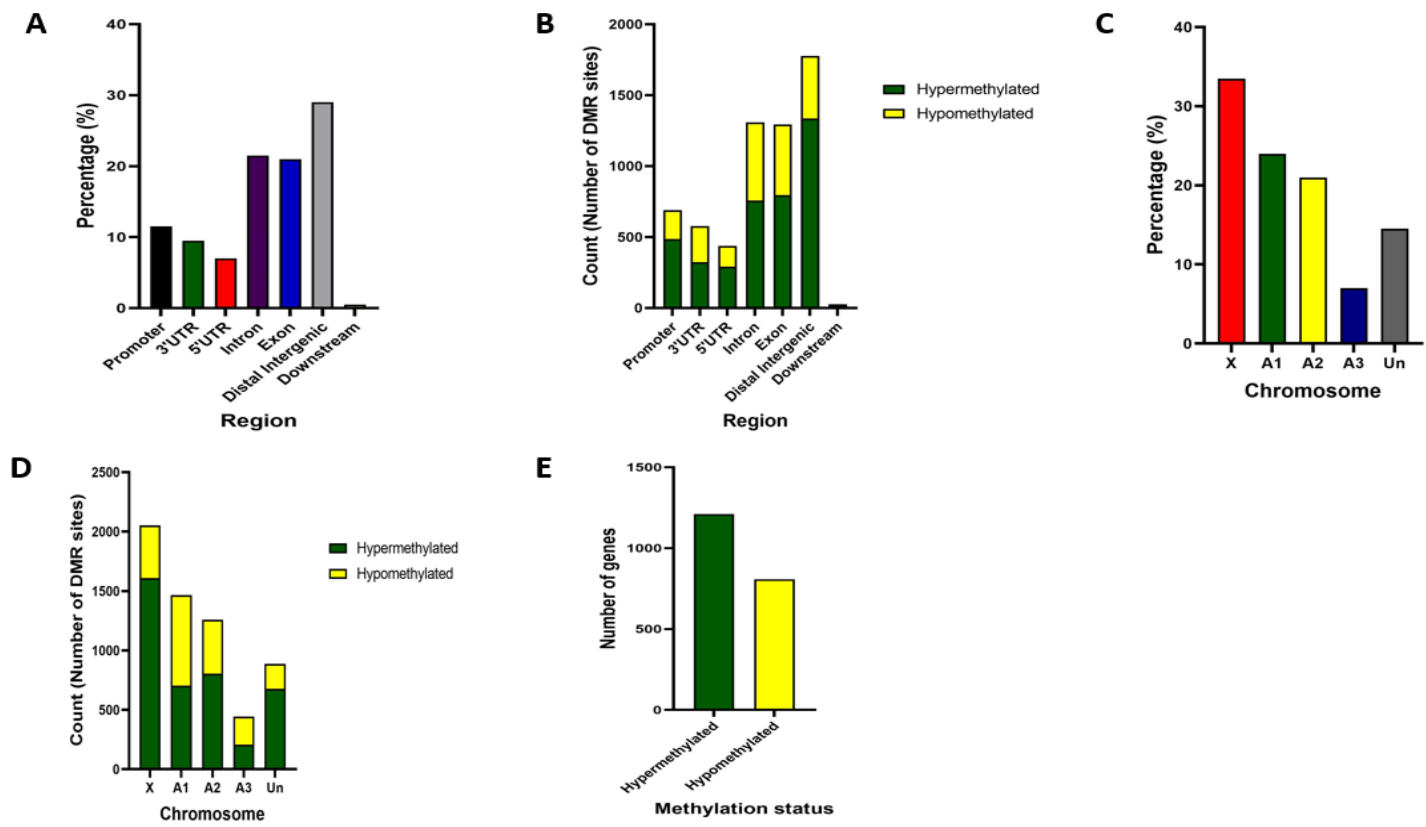 A
Percentage (%)
40
30
20
10
0
Promoter
3'UTR
5'UTR
Intron
Exon
Distal Intergenic
Downstream
Region
B
Count (Number of DMR sites)
2000
1500
1000
500
0
Promoter
3'UTR
5'UTR
Intron
Exon
Distal Intergenic
Downstream
Region
Hypermethylated
Hypomethylated
C
Percentage (%)
40
30
20
10
0
X A1 A2 A3 Un
Chromosome
D
Count (Number of DMR sites)
2500
2000
1500
1000
500
0
X A1 A2 A3 Un
Chromosome
Hypermethylated
Hypomethylated
E
Number of genes
1500
1000
500
0
Hypermethylated
Hypomethylated
Methylation status